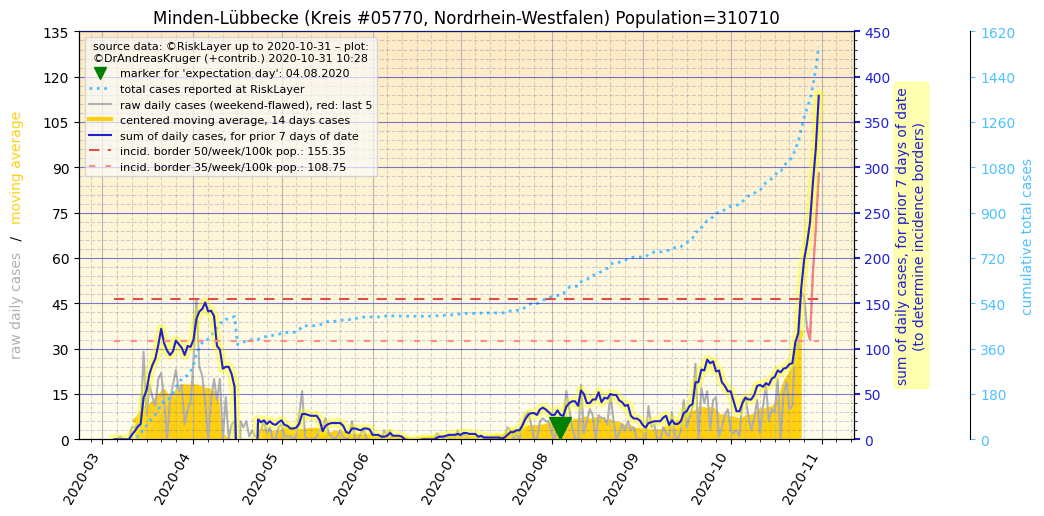 Minden-Lübbecke (Kreis #05770, Nordrhein-Westfalen) Population=310710
source data: ©RiskLayer up to 2020-10-31 – plot:
©DrAndreasKruger (+contrib.) 2020-10-31 10:28
marker for 'expectation day': 04.08.2020
total cases reported at RiskLayer
raw daily cases (weekend-flawed), red: last 5
centered moving average, 14 days cases
sum of daily cases, for prior 7 days of date
incid. border 50/week/100k pop.: 155.35
incid. border 35/week/100k pop.: 108.75
raw daily cases / moving average
135
120
105
90
75
60
45
30
15
0
2020-03
2020-04
2020-05
2020-06
2020-07
2020-08
2020-09
2020-10
2020-11
450
400
350
300
250
200
150
100
50
0
sum of daily cases, for prior 7 days of date
(to determine incidence borders)
1620
1440
1260
1080
900
720
540
360
180
0
cumulative total cases